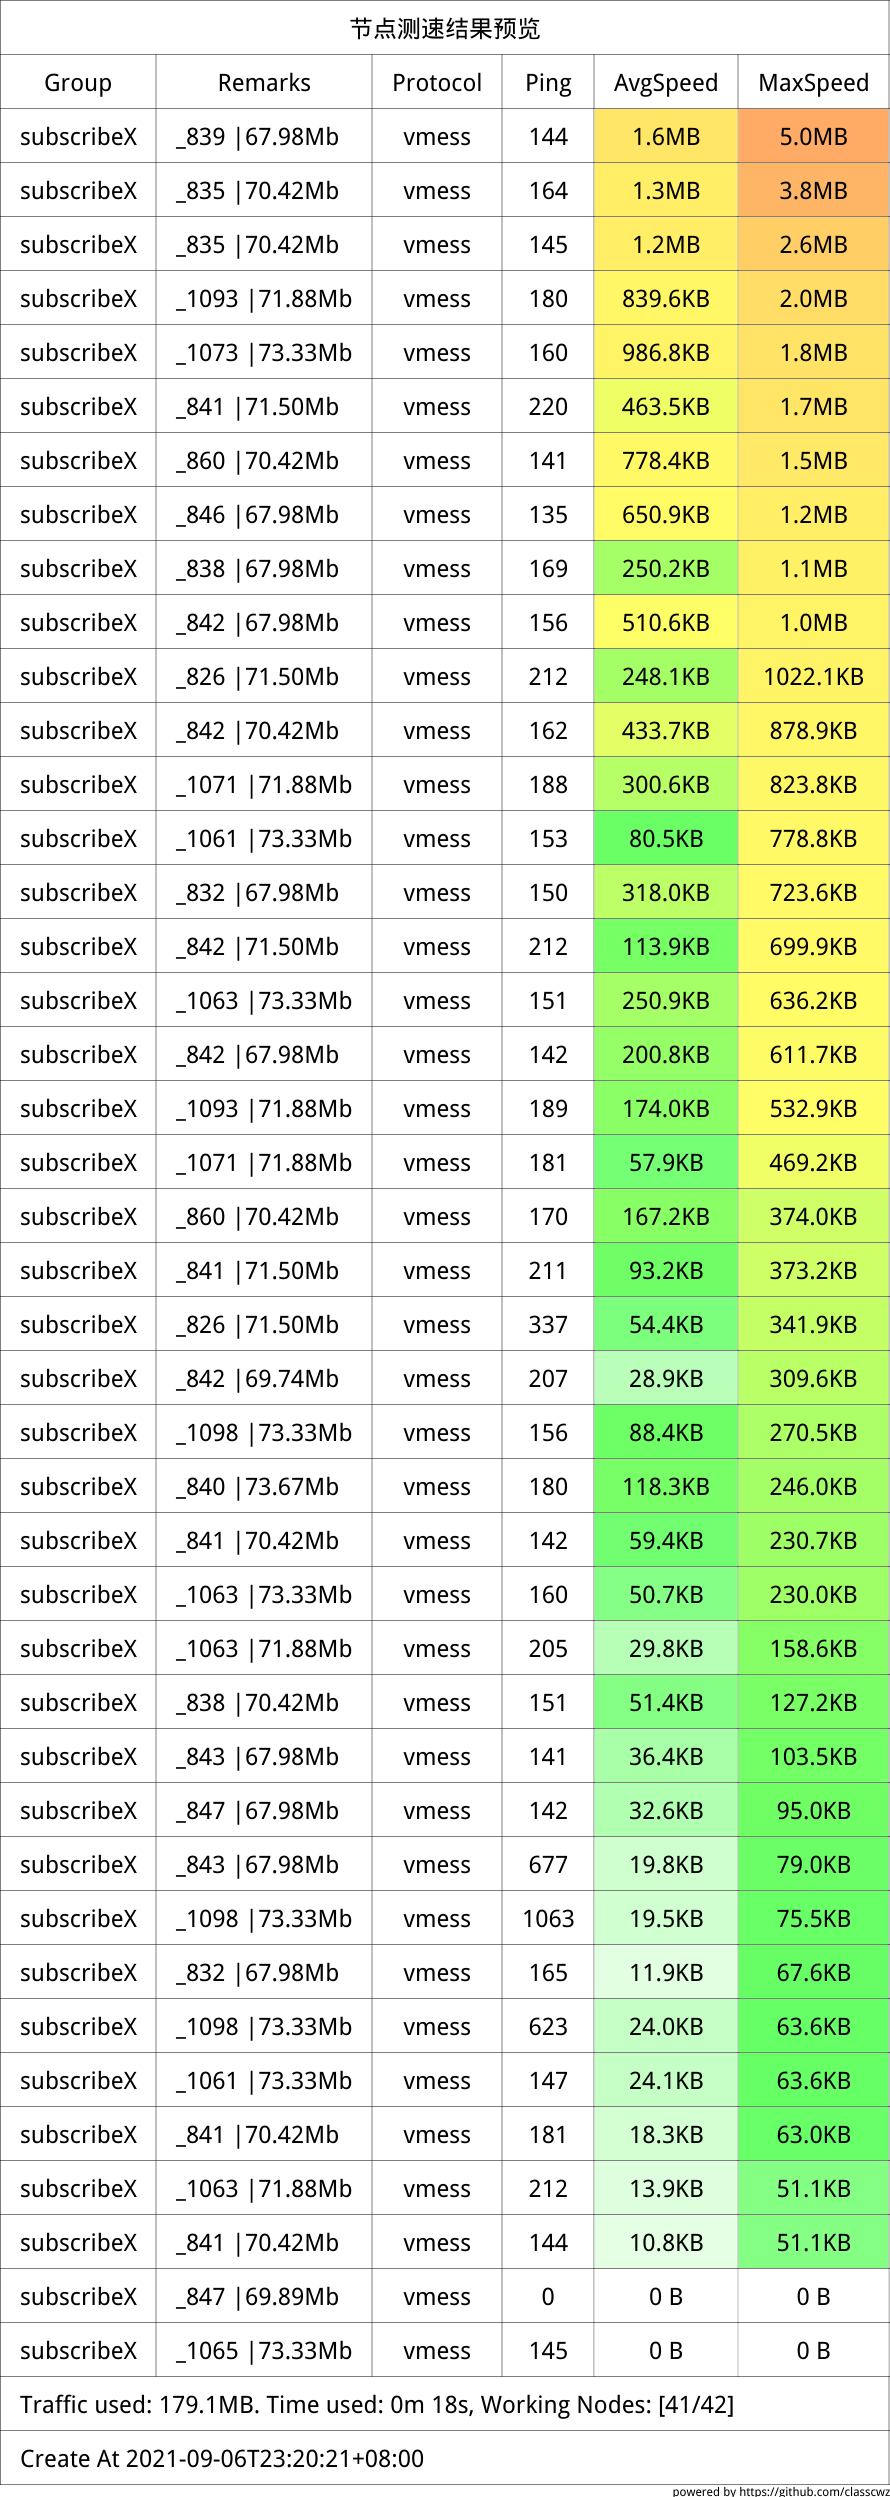 节点测速结果预览
Group Remarks Protocol Ping AvgSpeed MaxSpeed
subscribeX _839 |67.98Mb vmess 144 1.6MB 5.0MB
subscribeX _835 |70.42Mb vmess 164 1.3MB 3.8MB
subscribeX _835 |70.42Mb vmess 145 1.2MB 2.6MB
subscribeX _1093 |71.88Mb vmess 180 839.6KB 2.0MB
subscribeX _1073 |73.33Mb vmess 160 986.8KB 1.8MB
subscribeX _841 |71.50Mb vmess 220 463.5KB 1.7MB
subscribeX _860 |70.42Mb vmess 141 778.4KB 1.5MB
subscribeX _846 |67.98Mb vmess 135 650.9KB 1.2MB
subscribeX _838 |67.98Mb vmess 169 250.2KB 1.1MB
subscribeX _842 |67.98Mb vmess 156 510.6KB 1.0MB
subscribeX _826 |71.50Mb vmess 212 248.1KB 1022.1KB
subscribeX _842 |70.42Mb vmess 162 433.7KB 878.9KB
subscribeX _1071 |71.88Mb vmess 188 300.6KB 823.8KB
subscribeX _1061 |73.33Mb vmess 153 80.5KB 778.8KB
subscribeX _832 |67.98Mb vmess 150 318.0KB 723.6KB
subscribeX _842 |71.50Mb vmess 212 113.9KB 699.9KB
subscribeX _1063 |73.33Mb vmess 151 250.9KB 636.2KB
subscribeX _842 |67.98Mb vmess 142 200.8KB 611.7KB
subscribeX _1093 |71.88Mb vmess 189 174.0KB 532.9KB
subscribeX _1071 |71.88Mb vmess 181 57.9KB 469.2KB
subscribeX _860 |70.42Mb vmess 170 167.2KB 374.0KB
subscribeX _841 |71.50Mb vmess 211 93.2KB 373.2KB
subscribeX _826 |71.50Mb vmess 337 54.4KB 341.9KB
subscribeX _842 |69.74Mb vmess 207 28.9KB 309.6KB
subscribeX _1098 |73.33Mb vmess 156 88.4KB 270.5KB
subscribeX _840 |73.67Mb vmess 180 118.3KB 246.0KB
subscribeX _841 |70.42Mb vmess 142 59.4KB 230.7KB
subscribeX _1063 |73.33Mb vmess 160 50.7KB 230.0KB
subscribeX _1063 |71.88Mb vmess 205 29.8KB 158.6KB
subscribeX _838 |70.42Mb vmess 151 51.4KB 127.2KB
subscribeX _843 |67.98Mb vmess 141 36.4KB 103.5KB
subscribeX _847 |67.98Mb vmess 142 32.6KB 95.0KB
subscribeX _843 |67.98Mb vmess 677 19.8KB 79.0KB
subscribeX _1098 |73.33Mb vmess 1063 19.5KB 75.5KB
subscribeX _832 |67.98Mb vmess 165 11.9KB 67.6KB
subscribeX _1098 |73.33Mb vmess 623 24.0KB 63.6KB
subscribeX _1061 |73.33Mb vmess 147 24.1KB 63.6KB
subscribeX _841 |70.42Mb vmess 181 18.3KB 63.0KB
subscribeX _1063 |71.88Mb vmess 212 13.9KB 51.1KB
subscribeX _841 |70.42Mb vmess 144 10.8KB 51.1KB
subscribeX _847 |69.89Mb vmess 0 0 B 0 B
subscribeX _1065 |73.33Mb vmess 145 0 B 0 B
Traffic used: 179.1MB. Time used: 0m 18s, Working Nodes: [41/42]
Create At 2021-09-06T23:20:21+08:00
powered by https://github.com/classcwz